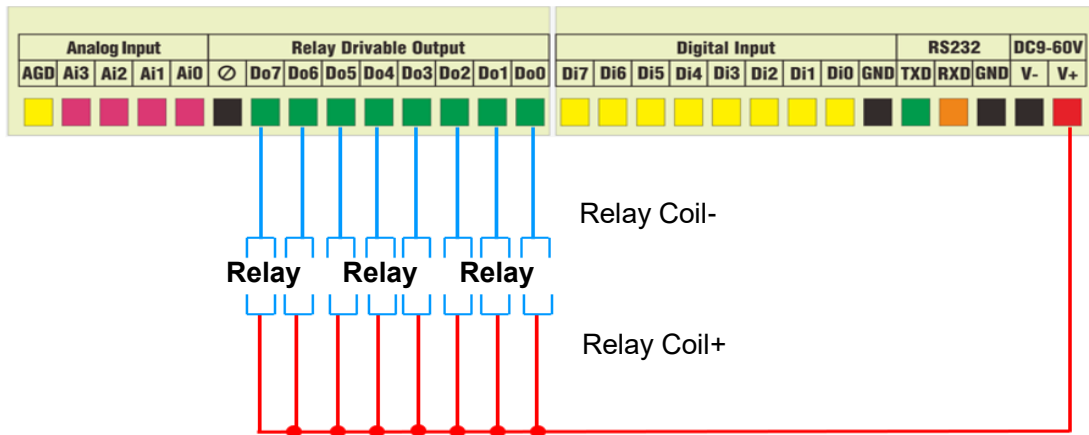 Analog Input Relay Drivable Output Digital Input RS232 DC9-60V
AGD Ai3 Ai2 Ai1 Ai0 ⊘ Do7 Do6 Do5 Do4 Do3 Do2 Do1 Do0 Di7 Di6 Di5 Di4 Di3 Di2 Di1 Di0 GND TXD RXD GND V- V+
Relay Coil-
Relay Relay Relay
Relay Coil+